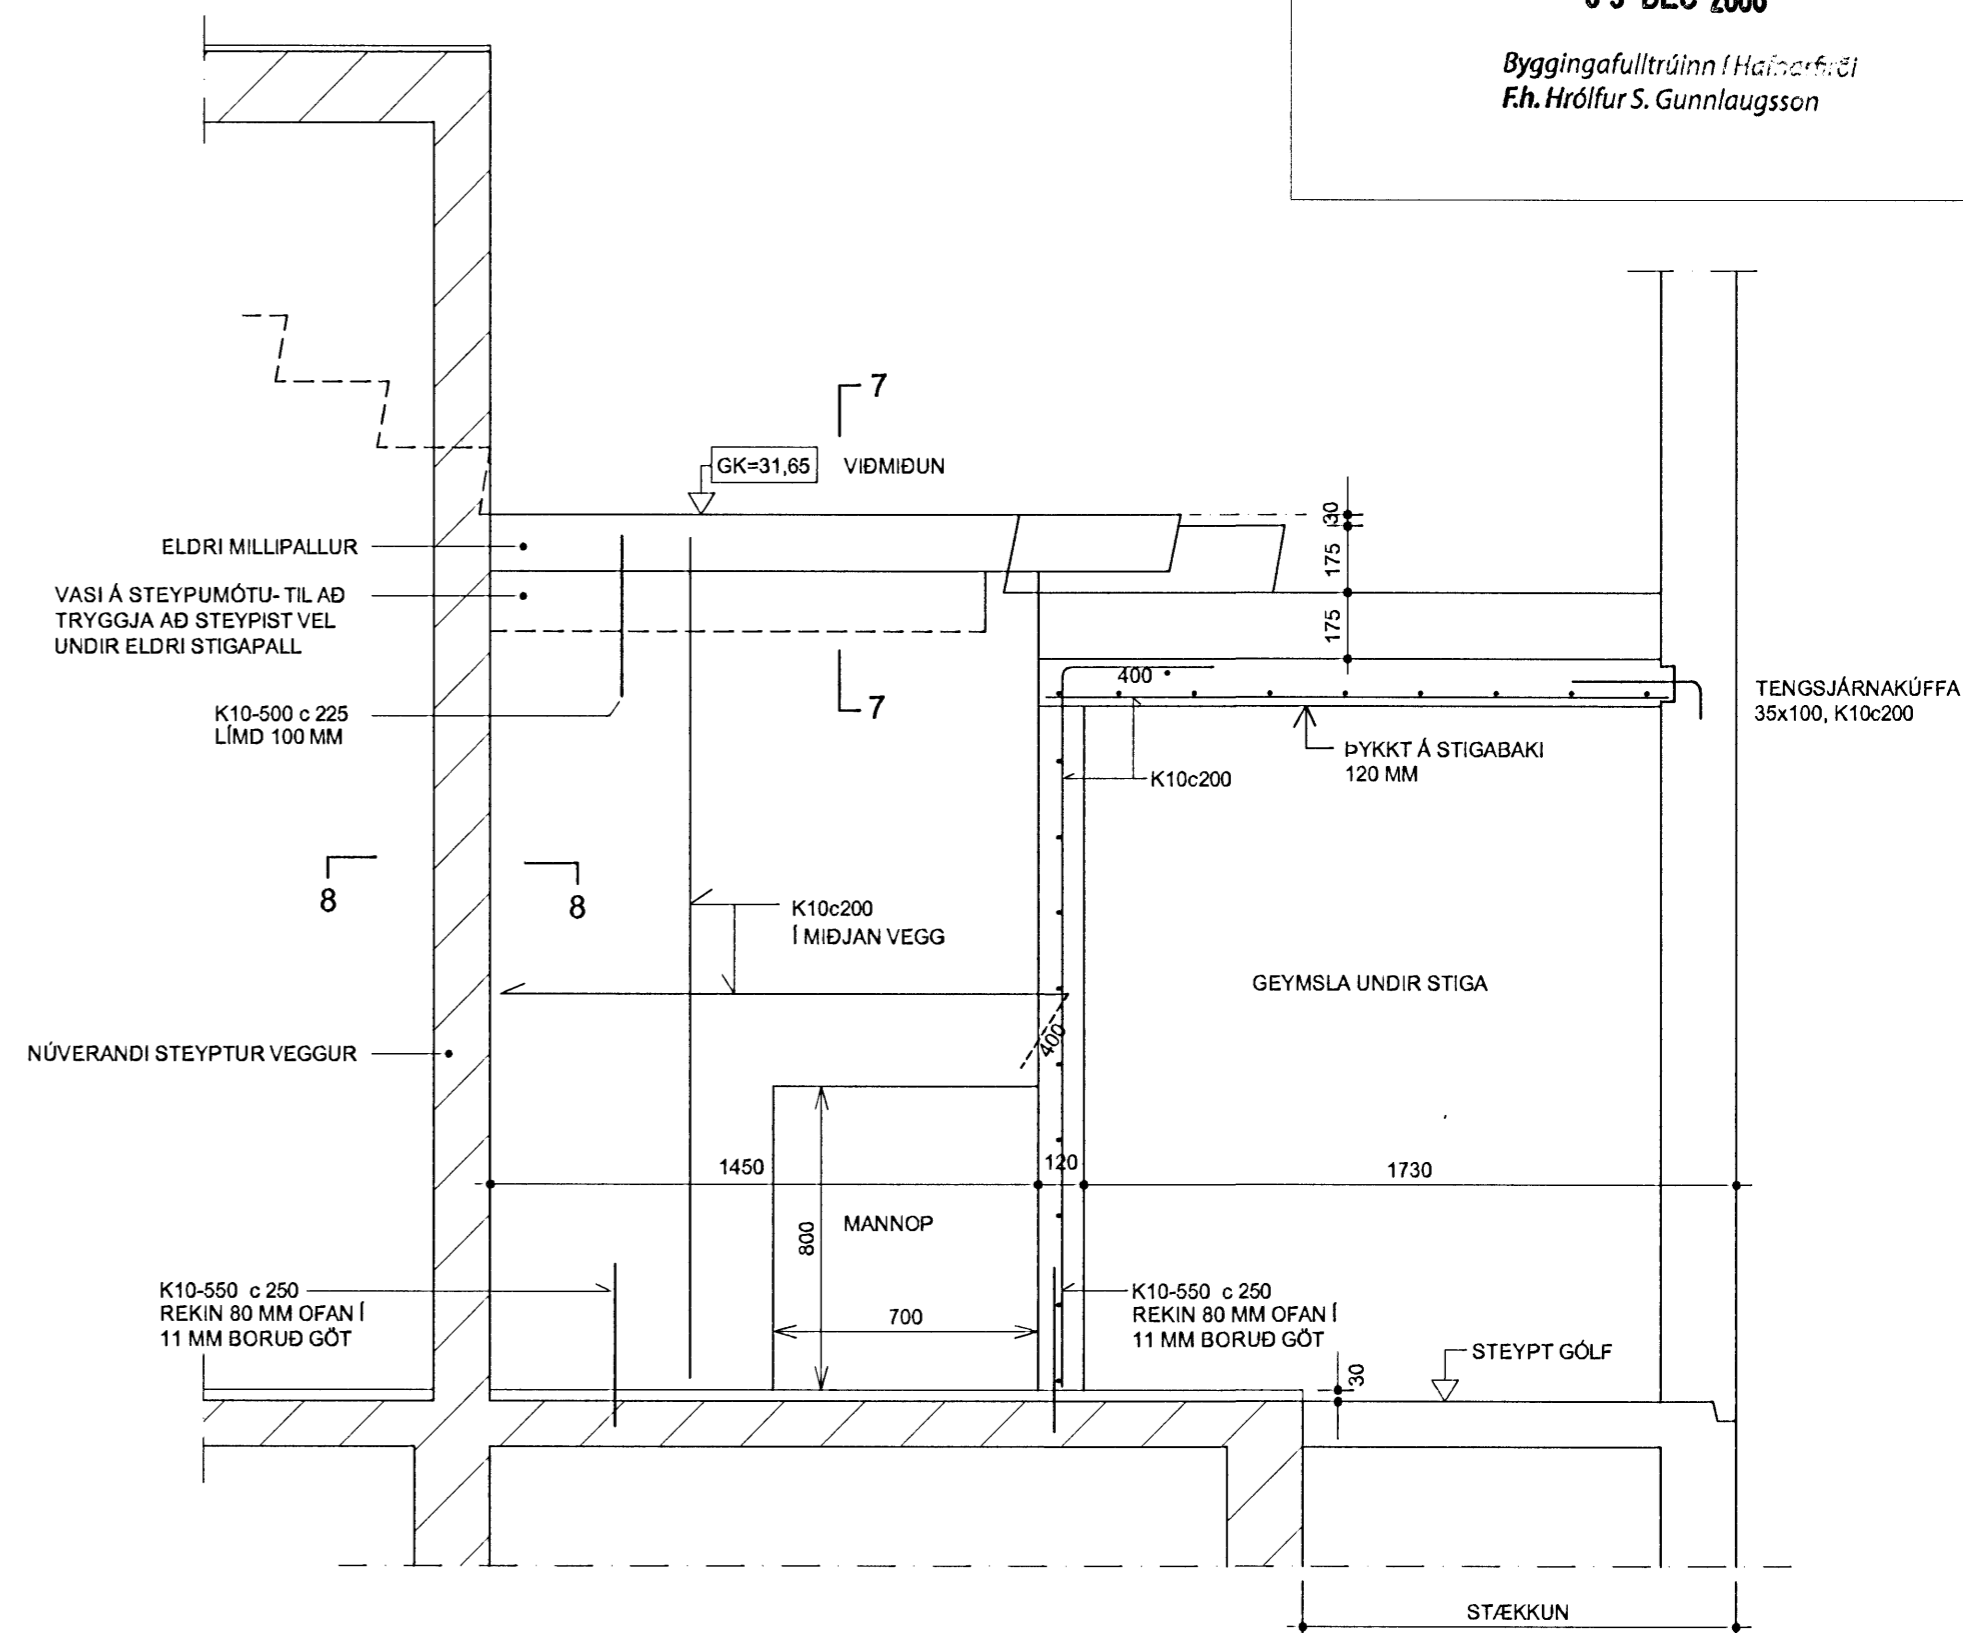 DEC 2006
Byggingafulltrúinn í Hafnarfirði
F.h. Hrólfur S. Gunnlaugsson
7
GK=31,65 VIÐMIÐUN
30
175
175
ELDRI MILLIPALLUR
VASI Á STEYPUMÓTU- TIL AÐ
TRYGGJA AÐ STEYPIST VEL
UNDIR ELDRI STIGAPALL
7
400
K10-500 c 225
LÍMD 100 MM
TENGSJÁRNAKÚFFA
35x100, K10c200
ÞYKKT Á STIGABAKI
120 MM
K10c200
8
8
K10c200
Í MIÐJAN VEGG
GEYMSLA UNDIR STIGA
NÚVERANDI STEYPTUR VEGGUR
400
1450
120
1730
800
MANNOP
K10-550 c 250
REKIN 80 MM OFAN Í
11 MM BORUÐ GÖT
700
K10-550 c 250
REKIN 80 MM OFAN Í
11 MM BORUÐ GÖT
30
STEYPT GÓLF
STÆKKUN